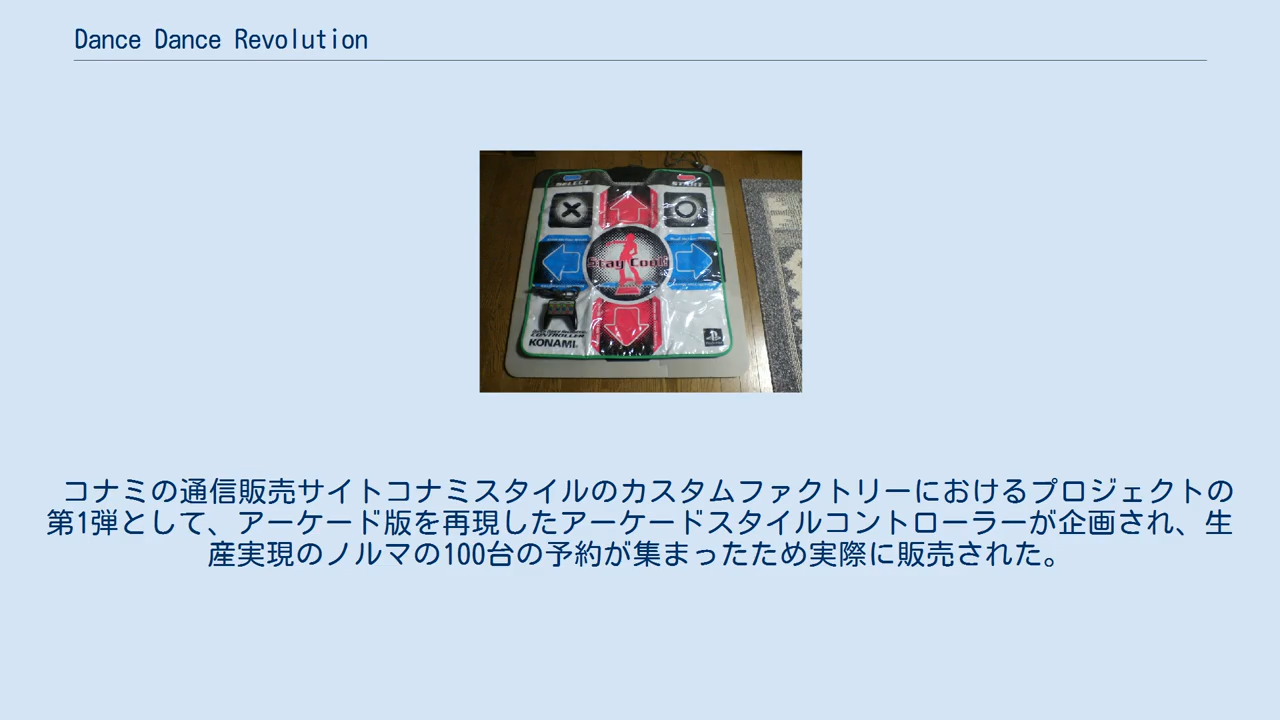 Dance Dance Revolution
SELECT
START
Stay Cool!
CONTROLLER
KONAMI
コナミの通信販売サイトコナミスタイルのカスタムファクトリーにおけるプロジェクトの
第1弾として、アーケード版を再現したアーケードスタイルコントローラーが企画され、生
産実現のノルマの100台の予約が集まったため実際に販売された。